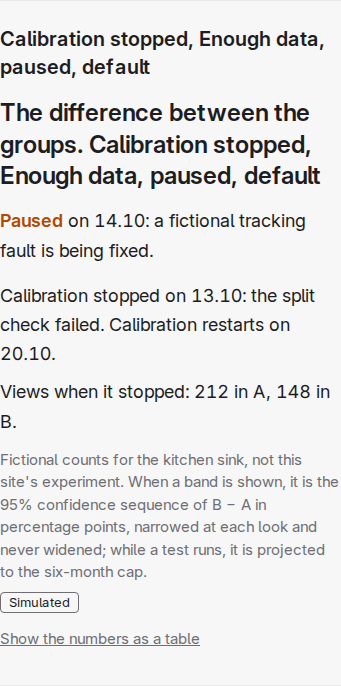 Calibration stopped, Enough data,
paused, default
The difference between the
groups. Calibration stopped,
Enough data, paused, default
Paused on 14.10: a fictional tracking
fault is being fixed.
Calibration stopped on 13.10: the split
check failed. Calibration restarts on
20.10.
Views when it stopped: 212 in A, 148 in
B.
Fictional counts for the kitchen sink, not this
site's experiment. When a band is shown, it is the
95% confidence sequence of B − A in
percentage points, narrowed at each look and
never widened; while a test runs, it is projected
to the six-month cap.
Simulated
Show the numbers as a table